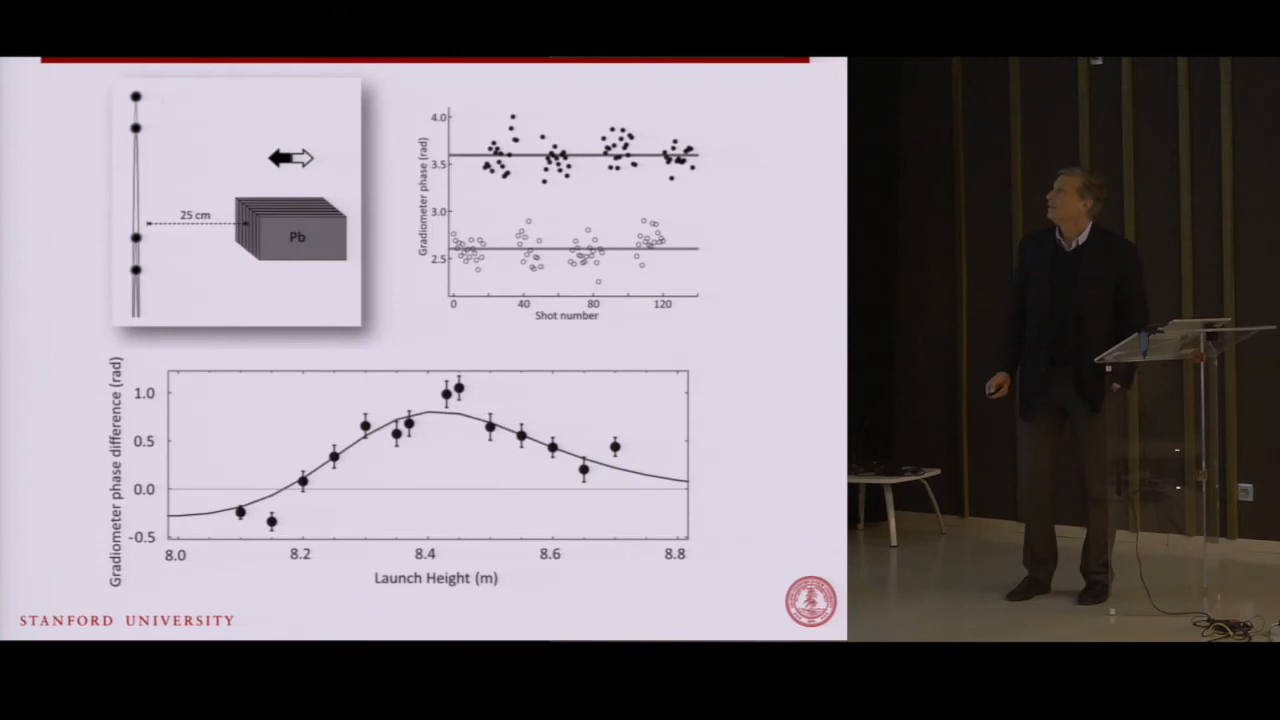 25 cm
Pb
Gradiometer phase (rad)
4.0
3.5
3.0
2.5
0
40
80
120
Shot number
Gradiometer phase difference (rad)
1.0
0.5
0.0
-0.5
8.0
8.2
8.4
8.6
8.8
Launch Height (m)
STANFORD UNIVERSITY